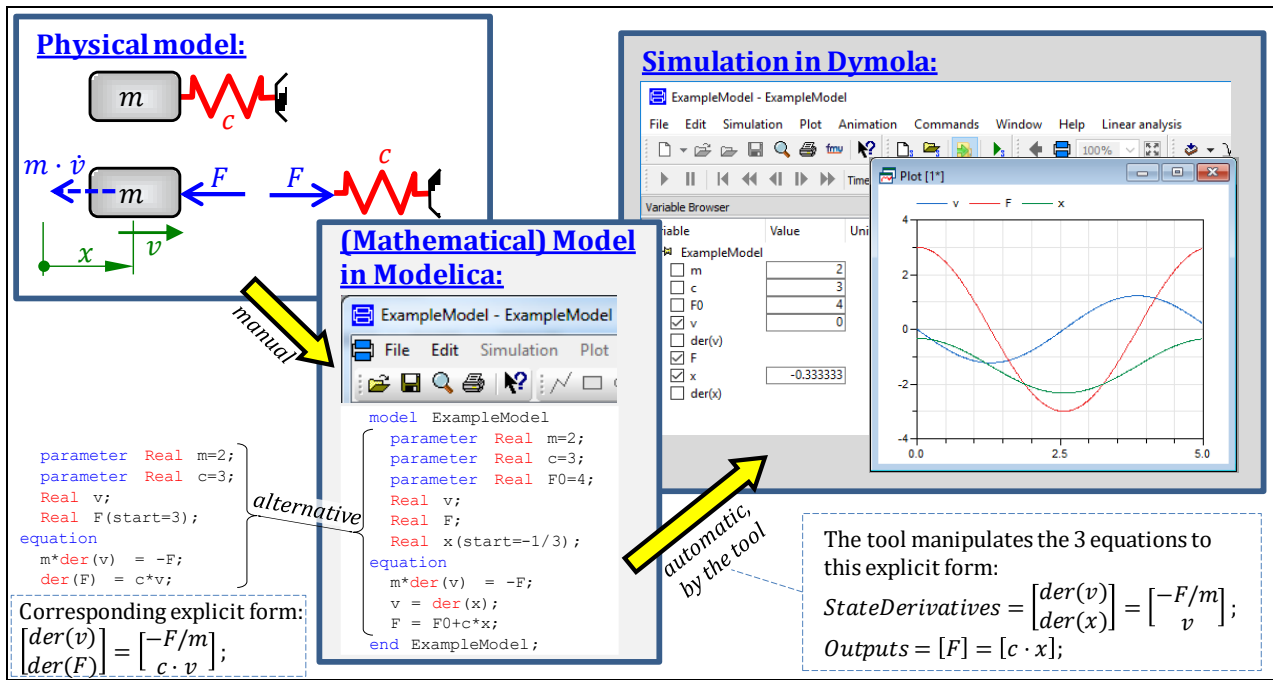 Physical model:
m
c
m · v̇
m
F
F
c
x
v
manual
(Mathematical) Model
in Modelica:
ExampleModel - ExampleModel
File Edit Simulation Plot
model ExampleModel
parameter Real m=2;
parameter Real c=3;
parameter Real F0=4;
Real v;
Real F;
Real x(start=-1/3);
equation
m*der(v) = -F;
v = der(x);
F = F0+c*x;
end ExampleModel;
alternative
parameter Real m=2;
parameter Real c=3;
Real v;
Real F(start=3);
equation
m*der(v) = -F;
der(F) = c*v;
Corresponding explicit form:
[der(v) der(F)] = [−F/m c · v];
automatic,
by the tool
Simulation in Dymola:
ExampleModel - ExampleModel
File Edit Simulation Plot Animation Commands Window Help Linear analysis
fmu 100%
Time
Variable Browser
riable Value Uni
ExampleModel
m 2
c 3
F0 4
v 0
der(v)
F
x -0.333333
der(x)
Plot [1*]
v F x
4
2
0
-2
-4
0.0 2.5 5.0
The tool manipulates the 3 equations to
this explicit form:
StateDerivatives = [der(v) der(x)] = [−F/m v];
Outputs = [F] = [c · x];